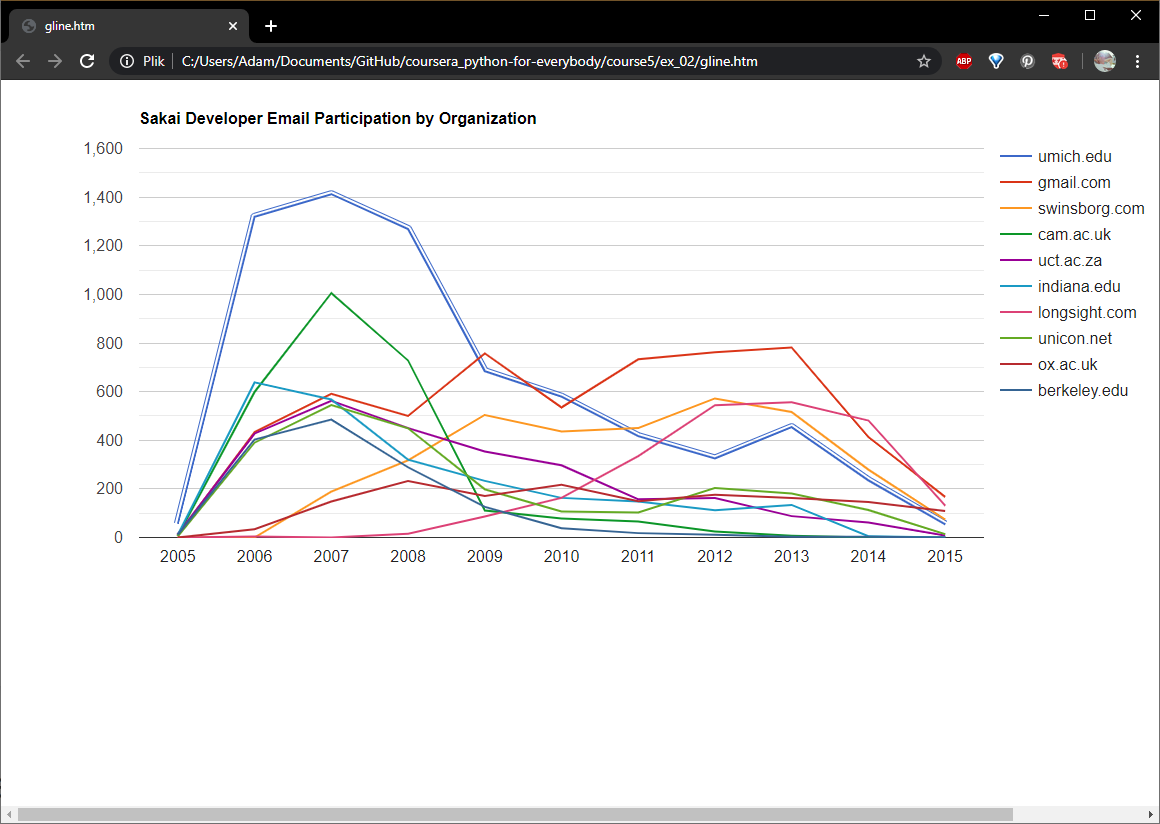 gline.htm
Plik C:/Users/Adam/Documents/GitHub/coursera_python-for-everybody/course5/ex_02/gline.htm
ABP
Sakai Developer Email Participation by Organization
1,600
1,400
1,200
1,000
800
600
400
200
0
2005 2006 2007 2008 2009 2010 2011 2012 2013 2014 2015
umich.edu
gmail.com
swinsborg.com
cam.ac.uk
uct.ac.za
indiana.edu
longsight.com
unicon.net
ox.ac.uk
berkeley.edu